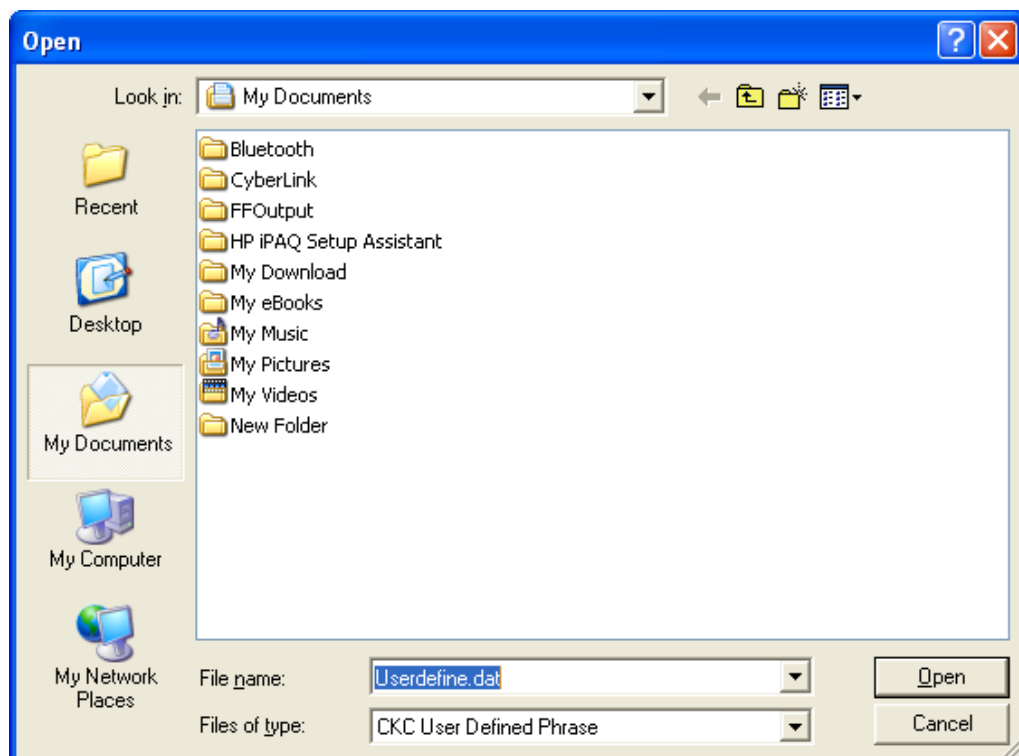 Open
Look in: My Documents
Recent
Desktop
My Documents
My Computer
My Network
Places
Bluetooth
CyberLink
FFOutput
HP iPAQ Setup Assistant
My Download
My eBooks
My Music
My Pictures
My Videos
New Folder
File name: Userdefine.dat Open
Files of type: CKC User Defined Phrase Cancel